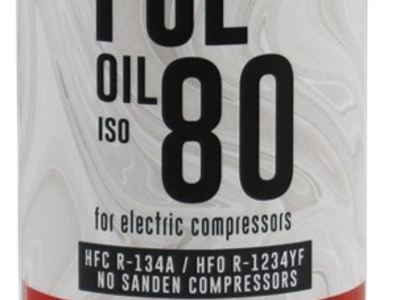 OIL
ISO 80
for electric compressors
HFC R-134A / HFO R-1234YF
NO SANDEN COMPRESSORS